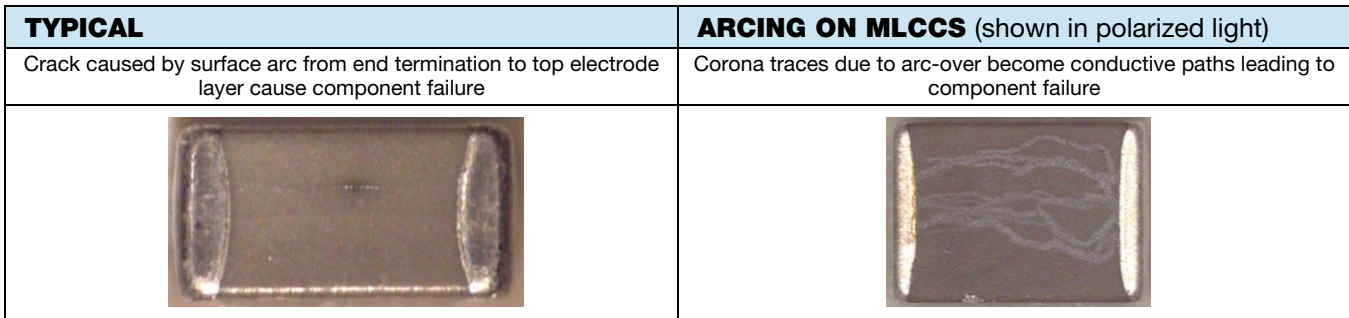 TYPICAL
ARCING ON MLCCS (shown in polarized light)
Crack caused by surface arc from end termination to top electrode
layer cause component failure
Corona traces due to arc-over become conductive paths leading to
component failure